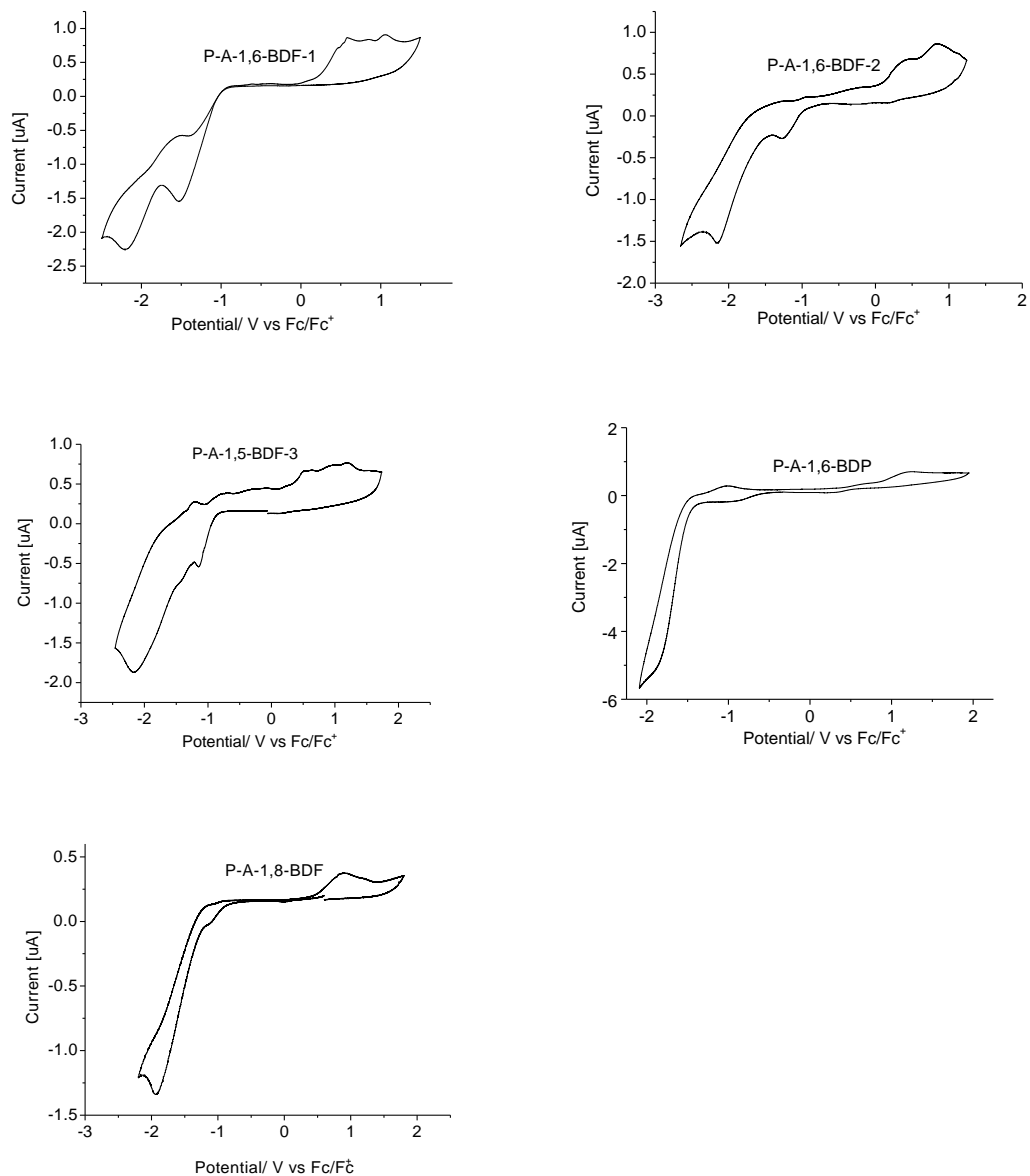 P-A-1,6-BDF-1
1.0
0.5
0.0
-0.5
-1.0
-1.5
-2.0
-2.5
Current [uA]
-2 -1 0 1
Potential/ V vs Fc/Fc+
P-A-1,6-BDF-2
1.0
0.5
0.0
-0.5
-1.0
-1.5
-2.0
Current [uA]
-3 -2 -1 0 1 2
Potential/ V vs Fc/Fc+
P-A-1,5-BDF-3
1.0
0.5
0.0
-0.5
-1.0
-1.5
-2.0
Current [uA]
-3 -2 -1 0 1 2
Potential/ V vs Fc/Fc+
P-A-1,6-BDP
2
0
-2
-4
-6
Current [uA]
-2 -1 0 1 2
Potential/ V vs Fc/Fc+
P-A-1,8-BDF
0.5
0.0
-0.5
-1.0
-1.5
Current [uA]
-3 -2 -1 0 1 2
Potential/ V vs Fc/Fc+